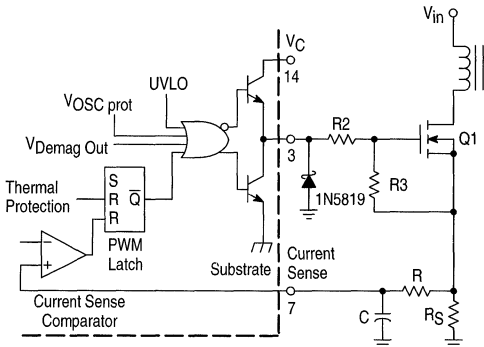 Vin
VC
14
UVLO
VOSC prot
VDemag Out
3
R2
Q1
R3
1N5819
Thermal
Protection
S
R Q̅
R
PWM
Latch
Substrate
Current
Sense
7
−
+
Current Sense
Comparator
R
C
RS